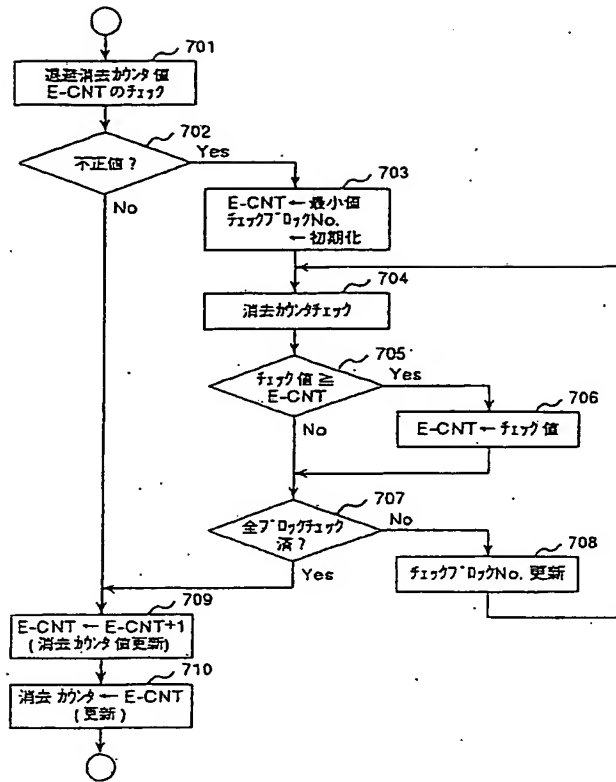 701
退避消去カウンタ値
E-CNTのチェック
702
不正値?
Yes
No
703
E-CNT ← 最小値
チェックブロックNo.
← 初期化
704
消去カウンタチェック
705
チェック値 ≧
E-CNT
Yes
No
706
E-CNT ← チェック値
707
全ブロックチェック
済?
No
Yes
708
チェックブロックNo. 更新
709
E-CNT ← E-CNT+1
(消去カウンタ値更新)
710
消去カウンタ ← E-CNT
(更新)